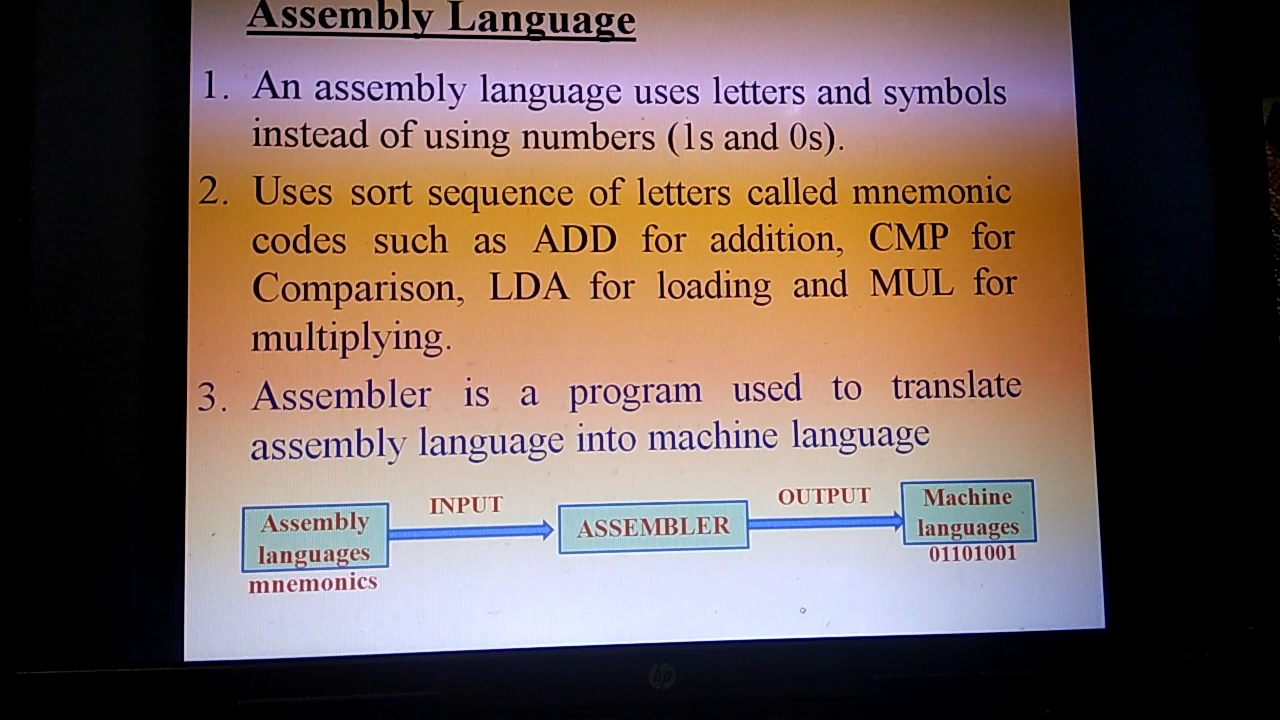 Assembly Language
1. An assembly language uses letters and symbols
instead of using numbers (1s and 0s).
2. Uses sort sequence of letters called mnemonic
codes such as ADD for addition, CMP for
Comparison, LDA for loading and MUL for
multiplying.
3. Assembler is a program used to translate
assembly language into machine language
Assembly
languages
mnemonics
INPUT
ASSEMBLER
OUTPUT
Machine
languages
01101001
hp